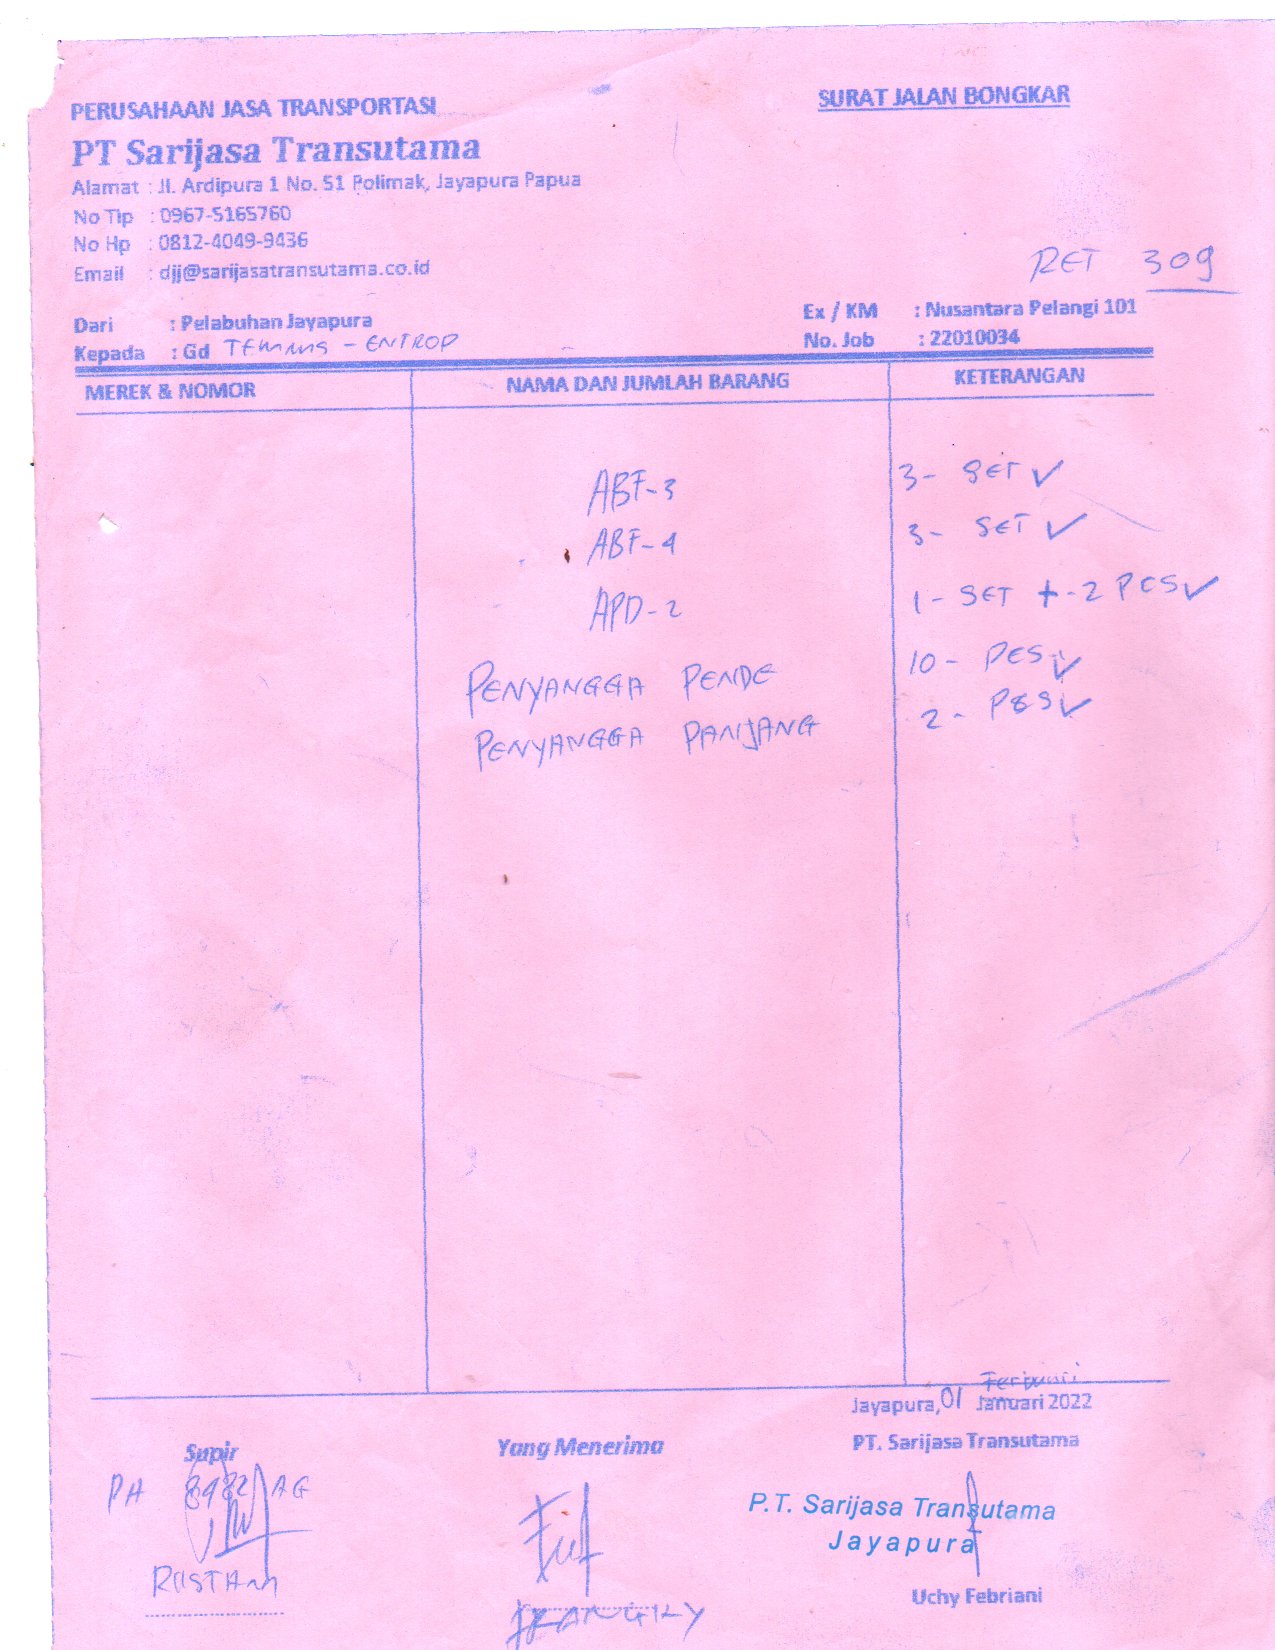 PERUSAHAAN JASA TRANSPORTASI
SURAT JALAN BONGKAR
PT Sarijasa Transutama
Alamat : Jl. Ardipura 1 No. 51 Polimak, Jayapura Papua
No Tlp : 0967-5165760
No Hp : 0812-4049-9436
Email : djj@sarijasatransutama.co.id
RET 309
Dari : Pelabuhan Jayapura
Ex / KM : Nusantara Pelangi 101
Kepada : Gd - ENTROP
No. Job : 22010034
MEREK & NOMOR NAMA DAN JUMLAH BARANG KETERANGAN
ABF-3 3- SET ✓
ABF-4 3- SET ✓
APD-2 1- SET + -2 PCS ✓
PENYANGGA PENDE 10- PCS ✓
PENYANGGA PANJANG 2- PCS ✓
Februari
Jayapura, 01 Januari 2022
Supir Yang Menerima PT. Sarijasa Transutama
PA 8982 AG
P.T. Sarijasa Transutama
Jayapura
RUSTAM
Uchy Febriani